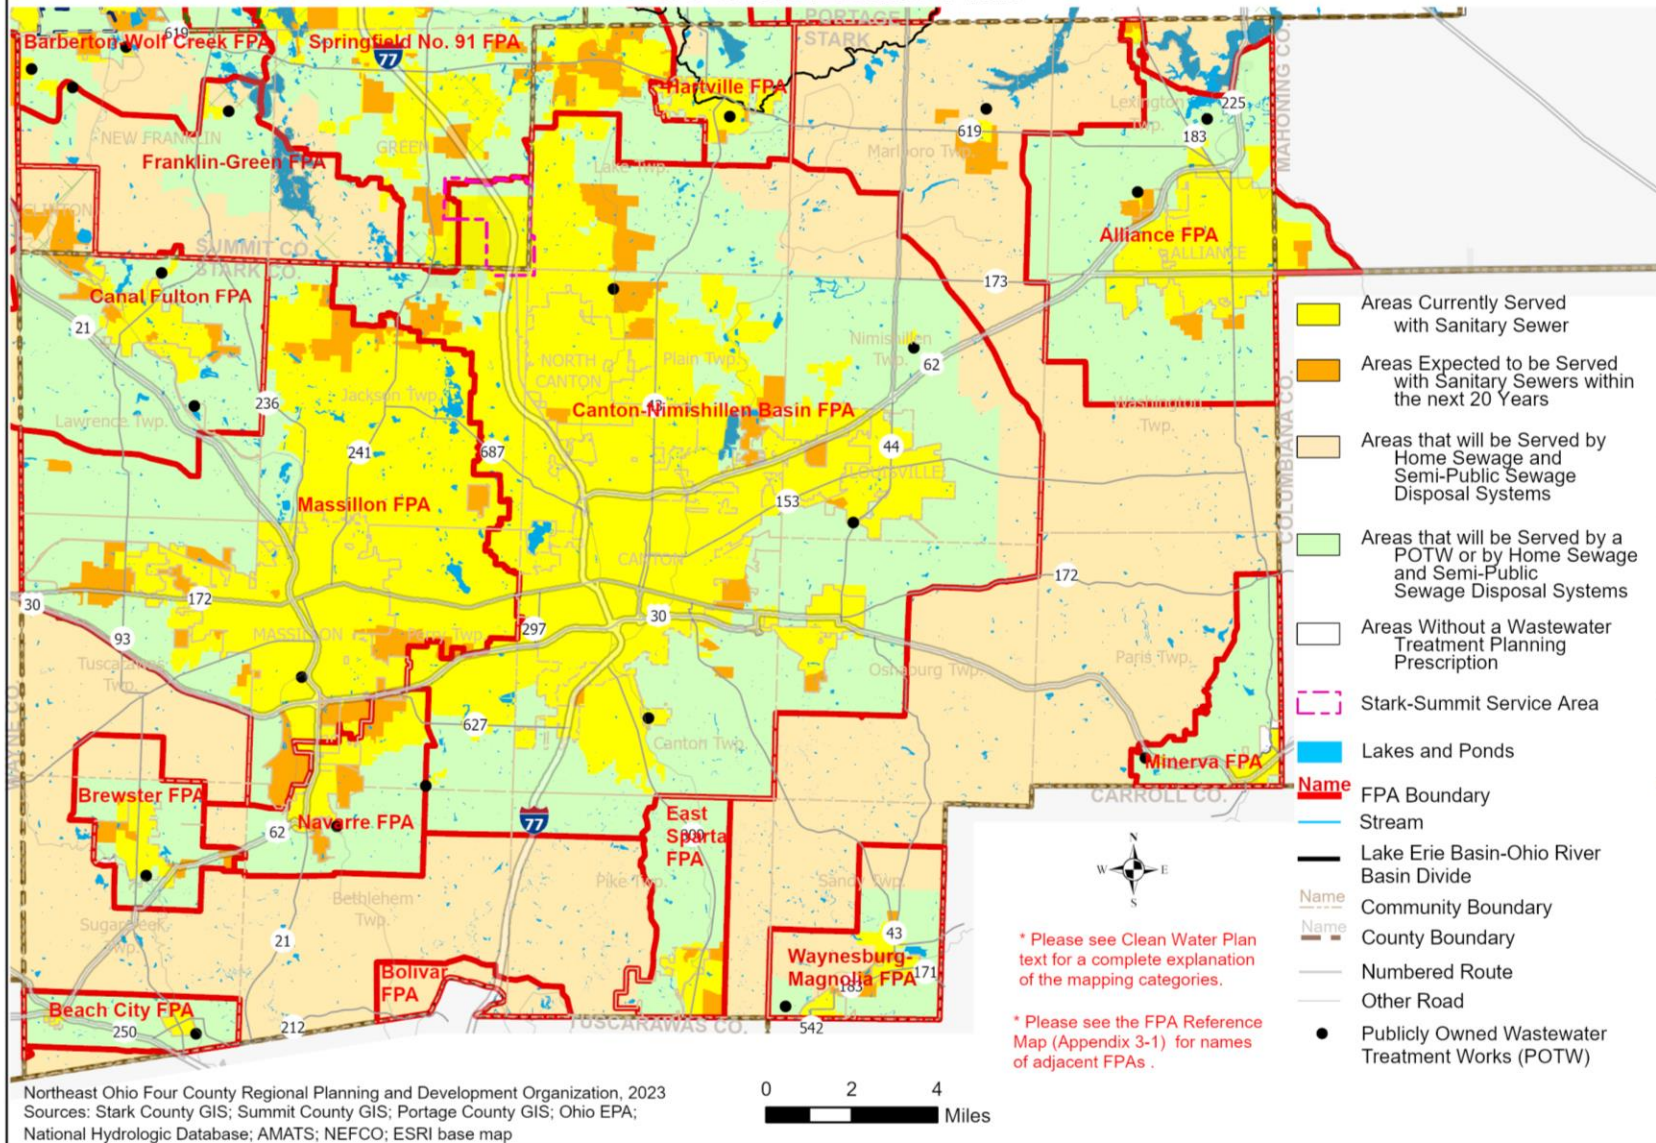 PORTAGE
STARK
619
Barberton-Wolf Creek FPA
Springfield No. 91 FPA
77
Hartville FPA
MAHONING CO.
225
Lexington
Twp.
183
619
Marlboro Twp.
NEW FRANKLIN
GREEN
Franklin-Green FPA
Lake Twp.
CLINTON
SUMMIT CO.
STARK CO.
Alliance FPA
ALLIANCE
173
Canal Fulton FPA
21
Nimishillen
Twp.
62
NORTH
CANTON
Plain Twp.
236
Jackson Twp.
43
Canton-Nimishillen Basin FPA
Washington
Twp.
Lawrence Twp.
241
687
44
LOUISVILLE
COLUMBIANA CO.
153
Massillon FPA
CANTON
172
30
172
93
MASSILLON
Perry Twp.
297
30
Tuscarawas
Twp.
Osnaburg Twp.
Paris Twp.
WAYNE CO.
627
Canton Twp.
Minerva FPA
Brewster FPA
CARROLL CO.
62
Navarre FPA
77
East
Sparta
FPA
800
Pike Twp.
Sandy Twp.
Bethlehem
Twp.
Sugarcreek
Twp.
21
43
Waynesburg-
Magnolia FPA
171
183
Bolivar
FPA
Beach City FPA
250
212
TUSCARAWAS CO.
542
Areas Currently Served
with Sanitary Sewer
Areas Expected to be Served
with Sanitary Sewers within
the next 20 Years
Areas that will be Served by
Home Sewage and
Semi-Public Sewage
Disposal Systems
Areas that will be Served by a
POTW or by Home Sewage
and Semi-Public
Sewage Disposal Systems
Areas Without a Wastewater
Treatment Planning
Prescription
Stark-Summit Service Area
Lakes and Ponds
Name
FPA Boundary
Stream
Lake Erie Basin-Ohio River
Basin Divide
Name
Community Boundary
Name
County Boundary
Numbered Route
Other Road
Publicly Owned Wastewater
Treatment Works (POTW)
N
W E
S
* Please see Clean Water Plan
text for a complete explanation
of the mapping categories.
* Please see the FPA Reference
Map (Appendix 3-1) for names
of adjacent FPAs .
Northeast Ohio Four County Regional Planning and Development Organization, 2023
Sources: Stark County GIS; Summit County GIS; Portage County GIS; Ohio EPA;
National Hydrologic Database; AMATS; NEFCO; ESRI base map
0 2 4
Miles